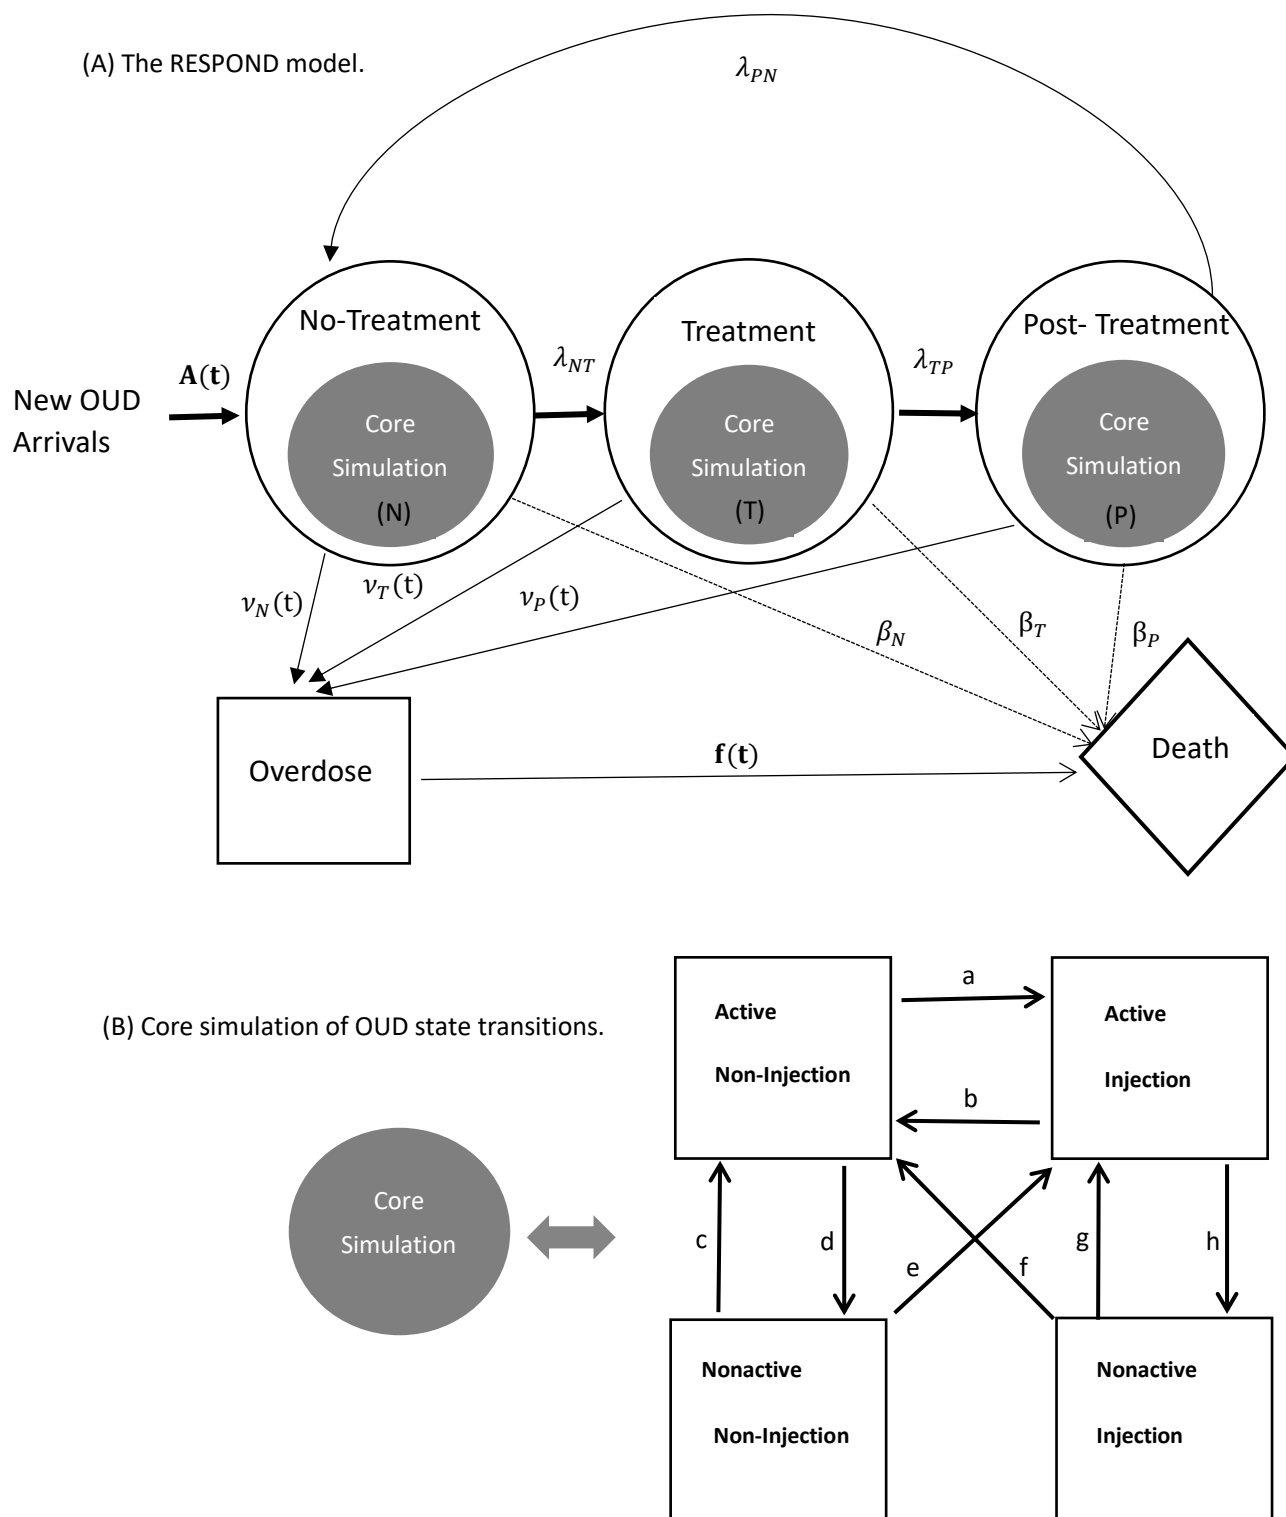 (A) The RESPOND model.
λ_PN
No-Treatment
Treatment
Post- Treatment
A(t)
λ_NT
λ_TP
New OUD
Arrivals
Core
Simulation
(N)
Core
Simulation
(T)
Core
Simulation
(P)
ν_N(t)
ν_T(t)
ν_P(t)
β_N
β_T
β_P
Overdose
f(t)
Death
(B) Core simulation of OUD state transitions.
Active
Non-Injection
a
b
Active
Injection
Core
Simulation
c
d
e
f
g
h
Nonactive
Non-Injection
Nonactive
Injection